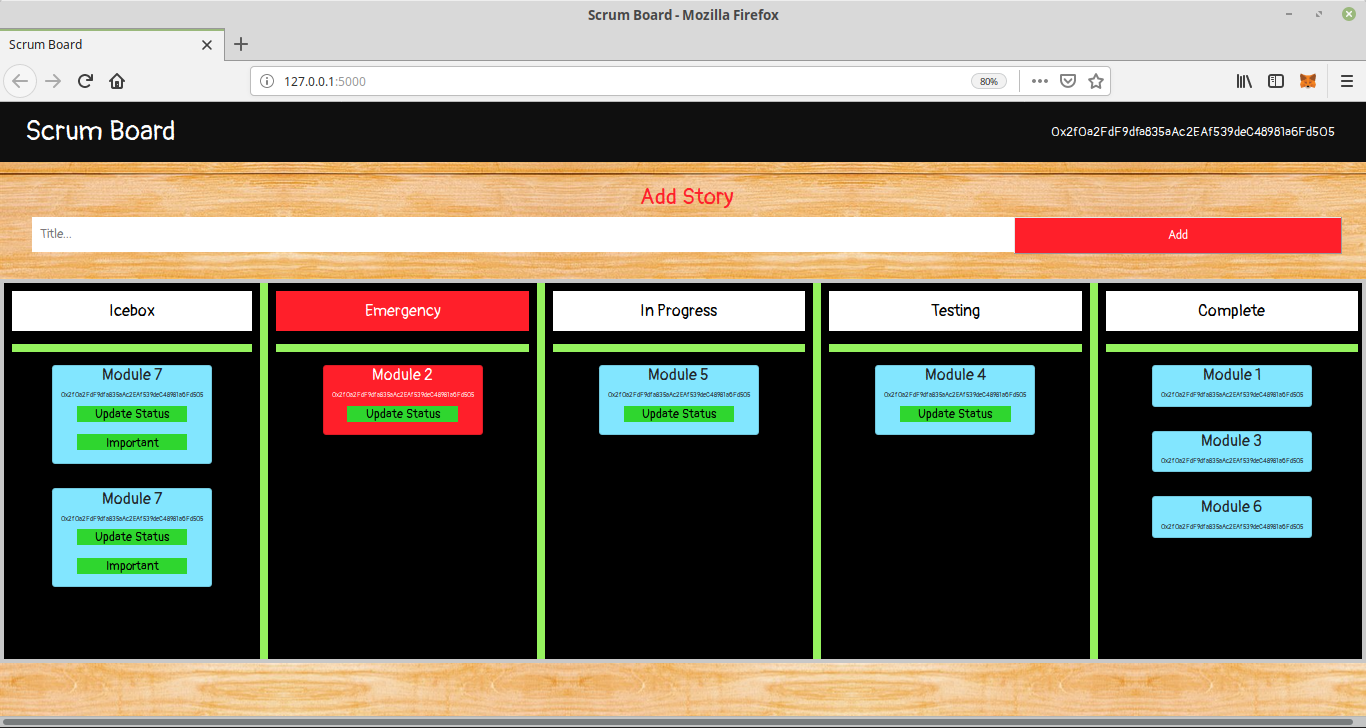 Scrum Board - Mozilla Firefox
Scrum Board
127.0.0.1:5000
80%
Scrum Board
0x2f0a2FdF9dfa835aAc2EAf539deC48981a6Fd505
Add Story
Title...
Add
Icebox
Emergency
In Progress
Testing
Complete
Module 7
0x2f0a2FdF9dfa835aAc2EAf539deC48981a6Fd505
Update Status
Important
Module 7
0x2f0a2FdF9dfa835aAc2EAf539deC48981a6Fd505
Update Status
Important
Module 2
0x2f0a2FdF9dfa835aAc2EAf539deC48981a6Fd505
Update Status
Module 5
0x2f0a2FdF9dfa835aAc2EAf539deC48981a6Fd505
Update Status
Module 4
0x2f0a2FdF9dfa835aAc2EAf539deC48981a6Fd505
Update Status
Module 1
0x2f0a2FdF9dfa835aAc2EAf539deC48981a6Fd505
Module 3
0x2f0a2FdF9dfa835aAc2EAf539deC48981a6Fd505
Module 6
0x2f0a2FdF9dfa835aAc2EAf539deC48981a6Fd505